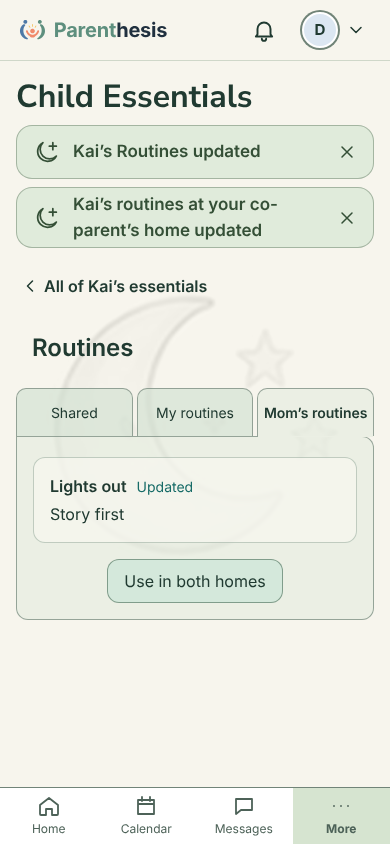 Parenthesis
D
Child Essentials
Kai’s Routines updated
Kai’s routines at your co-
parent’s home updated
All of Kai’s essentials
Routines
Shared
My routines
Mom’s routines
Lights out Updated
Story first
Use in both homes
Home
Calendar
Messages
More